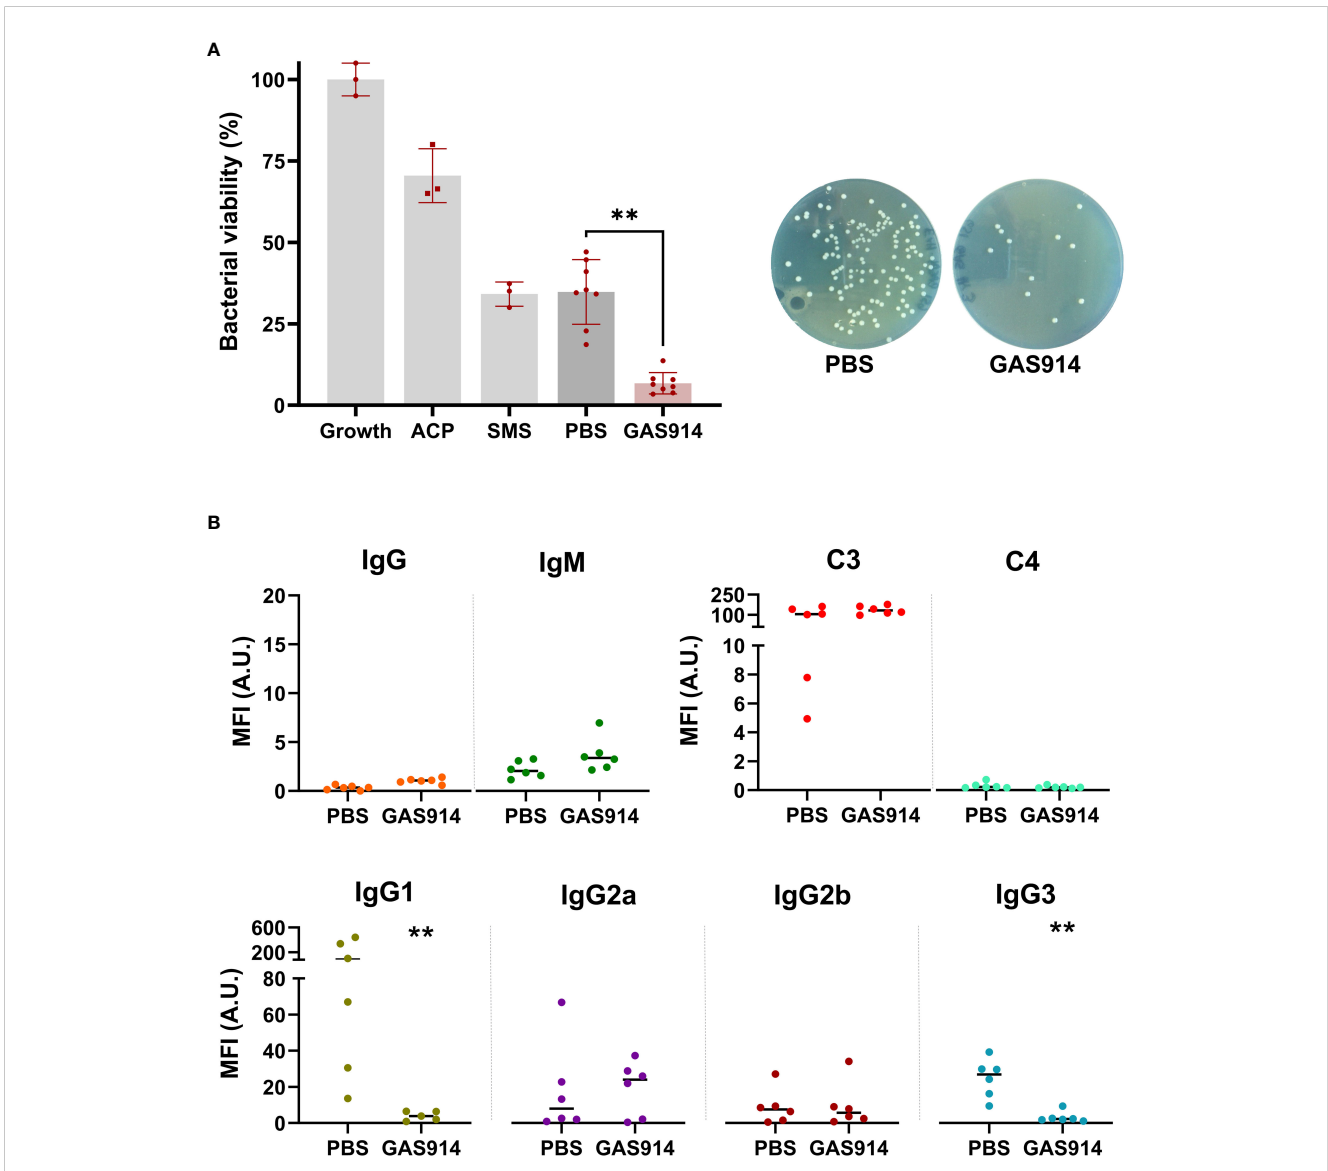 A
Bacterial viability (%)
100
75
50
25
0
**
Growth ACP SMS PBS GAS914
PBS GAS914
B
IgG IgM C3 C4
MFI (A.U.)
20
15
10
5
0
PBS GAS914 PBS GAS914
MFI (A.U.)
250
100
10
8
6
4
2
0
PBS GAS914 PBS GAS914
IgG1 IgG2a IgG2b IgG3
** **
MFI (A.U.)
600
200
80
60
40
20
0
PBS GAS914 PBS GAS914 PBS GAS914 PBS GAS914